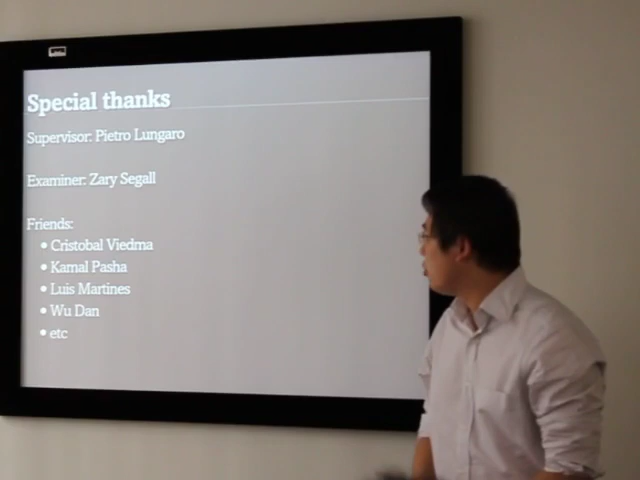 Special thanks
Supervisor: Pietro Lungaro
Examiner: Zary Segall
Friends:
• Cristobal Viedma
• Kamal Pasha
• Luis Martines
• Wu Dan
• etc